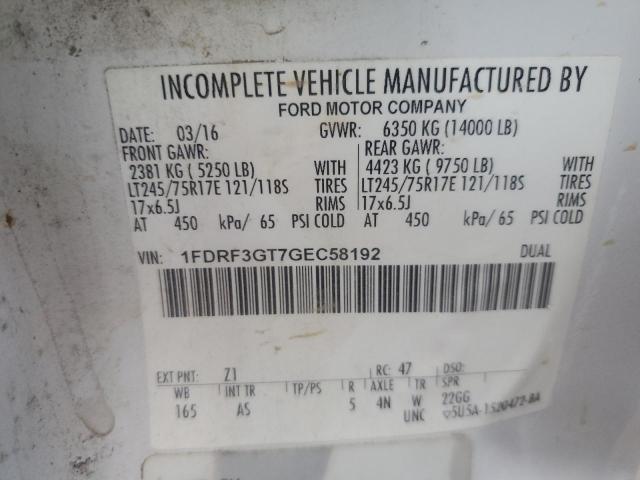 INCOMPLETE VEHICLE MANUFACTURED BY
FORD MOTOR COMPANY
DATE: 03/16 GVWR: 6350 KG (14000 LB)
FRONT GAWR: REAR GAWR:
2381 KG ( 5250 LB) WITH 4423 KG ( 9750 LB) WITH
LT245/75R17E 121/118S TIRES LT245/75R17E 121/118S TIRES
17x6.5J RIMS 17x6.5J RIMS
AT 450 kPa/ 65 PSI COLD AT 450 kPa/ 65 PSI COLD
VIN: 1FDRF3GT7GEC58192 DUAL
EXT PNT: Z1 RC: 47 DSO:
WB INT TR TP/PS R AXLE TR SPR
165 AS 5 4N W 22GG
UNC ▽5U5A-1520472-BA